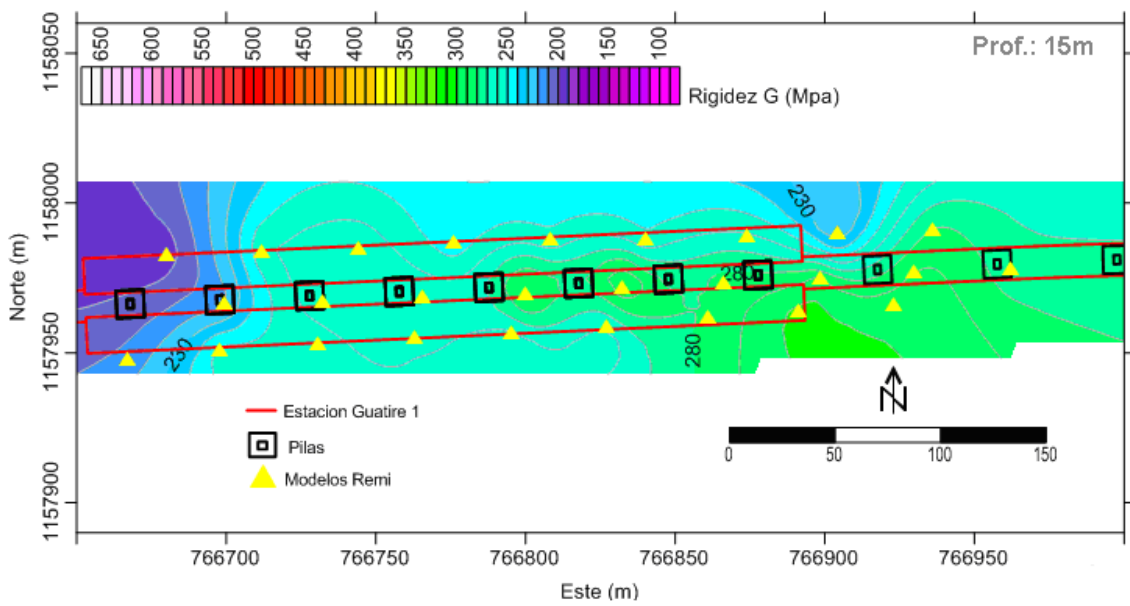 650 600 550 500 450 400 350 300 250 200 150 100
Prof.: 15m
Rigidez G (Mpa)
1158050
1158000
1157950
1157900
Norte (m)
230
280
230
280
Estacion Guatire 1
Pilas
Modelos Remi
N
0 50 100 150
766700 766750 766800 766850 766900 766950
Este (m)